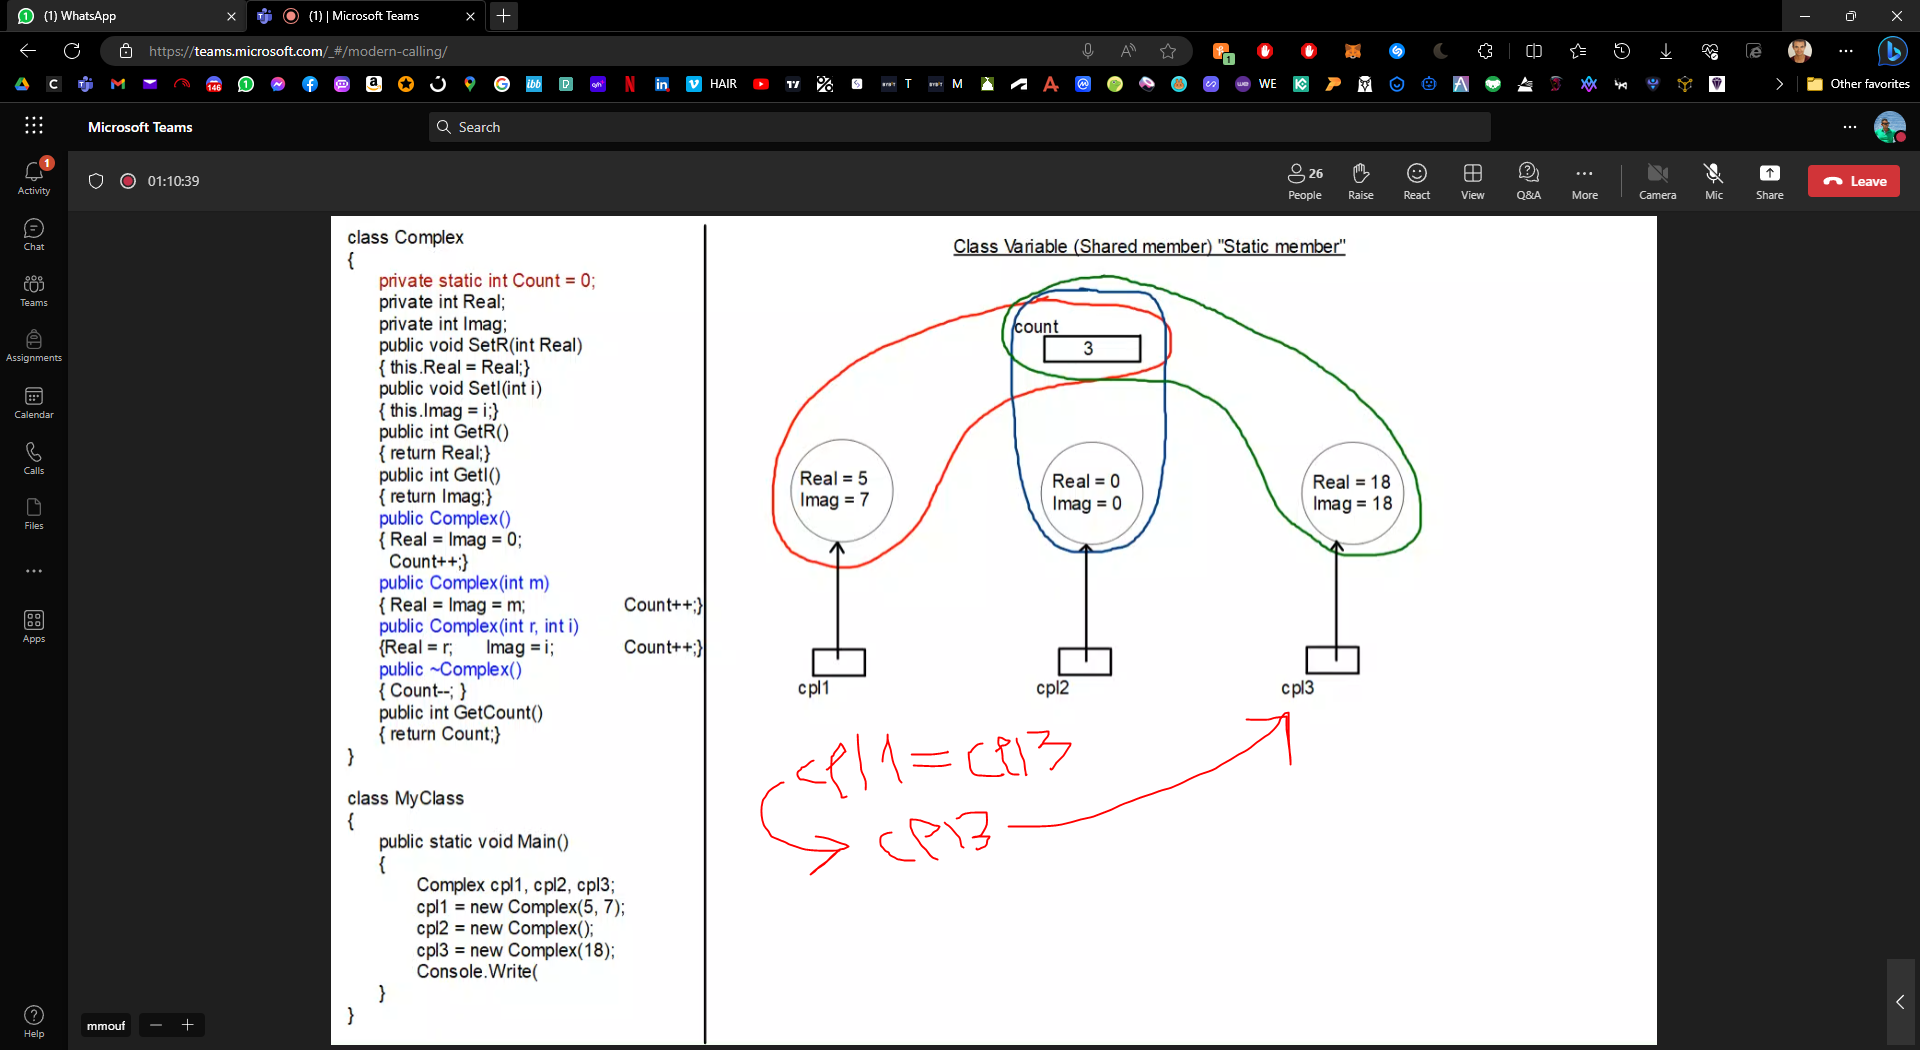 (1) WhatsApp
(1) | Microsoft Teams
https://teams.microsoft.com/_#/modern-calling/
1
146
ibb
HAIR
T
M
WE
Other favorites
Microsoft Teams
Search
1
Activity
Chat
Teams
Assignments
Calendar
Calls
Files
Apps
Help
01:10:39
26
People
Raise
React
View
Q&A
More
Camera
Mic
Share
Leave
class Complex
{
private static int Count = 0;
private int Real;
private int Imag;
public void SetR(int Real)
{ this.Real = Real;}
public void SetI(int i)
{ this.Imag = i;}
public int GetR()
{ return Real;}
public int GetI()
{ return Imag;}
public Complex()
{ Real = Imag = 0;
Count++;}
public Complex(int m)
{ Real = Imag = m; Count++;}
public Complex(int r, int i)
{Real = r; Imag = i; Count++;}
public ~Complex()
{ Count--; }
public int GetCount()
{ return Count;}
}
class MyClass
{
public static void Main()
{
Complex cpl1, cpl2, cpl3;
cpl1 = new Complex(5, 7);
cpl2 = new Complex();
cpl3 = new Complex(18);
Console.Write(
}
}
Class Variable (Shared member) "Static member"
count
3
Real = 5
Imag = 7
Real = 0
Imag = 0
Real = 18
Imag = 18
cpl1
cpl2
cpl3
cpl1 = cpl3
cpl3
mmouf